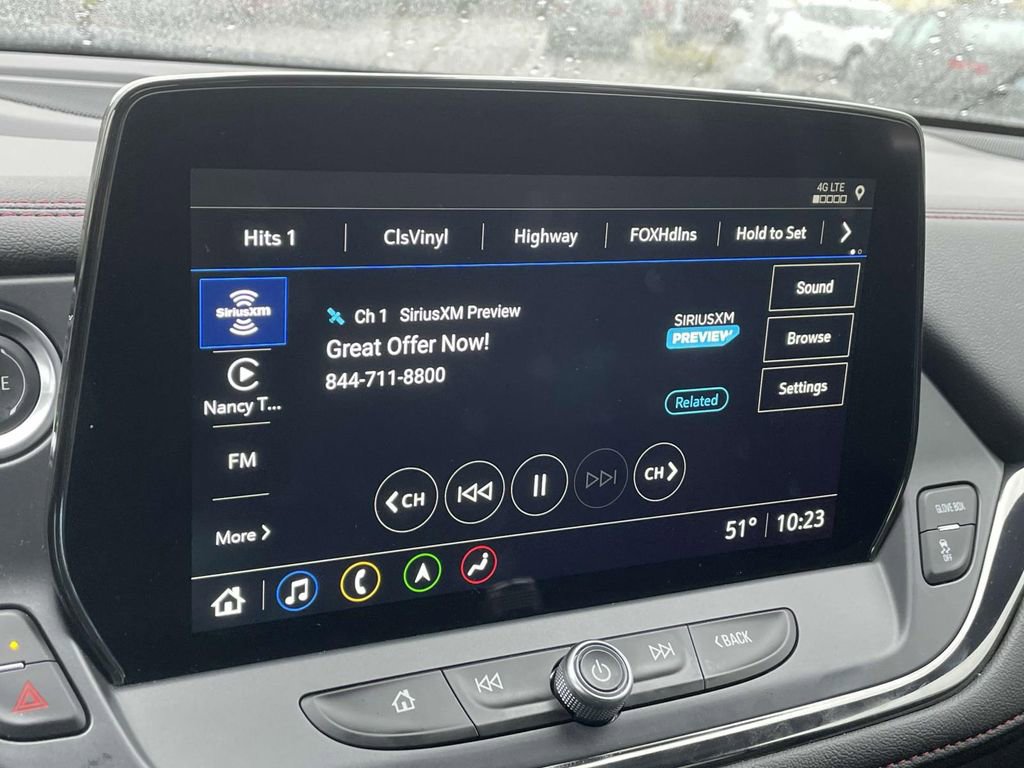 4G LTE
Hits 1
ClsVinyl
Highway
FOXHdlns
Hold to Set
SiriusXM
Ch 1 SiriusXM Preview
Great Offer Now!
844-711-8800
SIRIUSXM
PREVIEW
Related
Sound
Browse
Settings
Nancy T...
FM
More
CH
CH
51° 10:23
E
GLOVE BOX
OFF
BACK